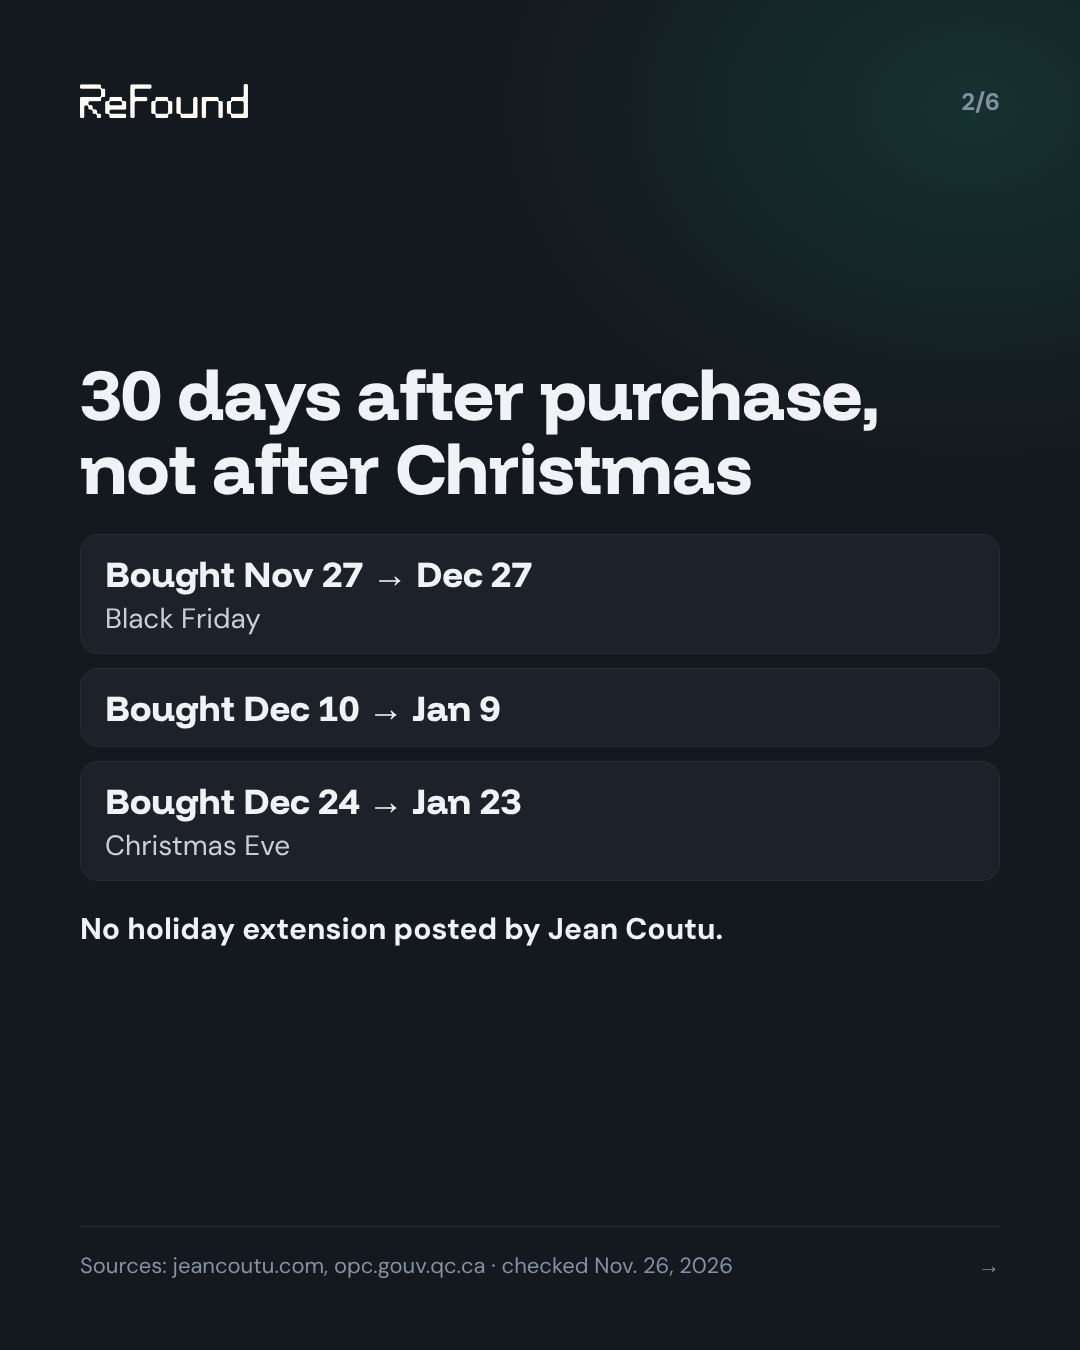 ReFound
2/6
30 days after purchase,
not after Christmas
Bought Nov 27 → Dec 27
Black Friday
Bought Dec 10 → Jan 9
Bought Dec 24 → Jan 23
Christmas Eve
No holiday extension posted by Jean Coutu.
Sources: jeancoutu.com, opc.gouv.qc.ca · checked Nov. 26, 2026 →